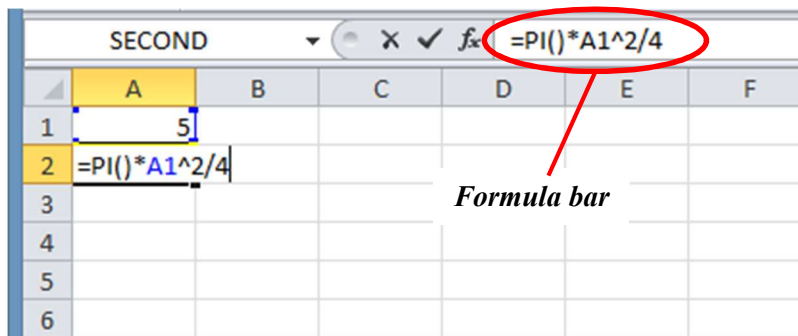 SECOND fx =PI()*A1^2/4
A B C D E F
1 5
2 =PI()*A1^2/4
Formula bar
3
4
5
6